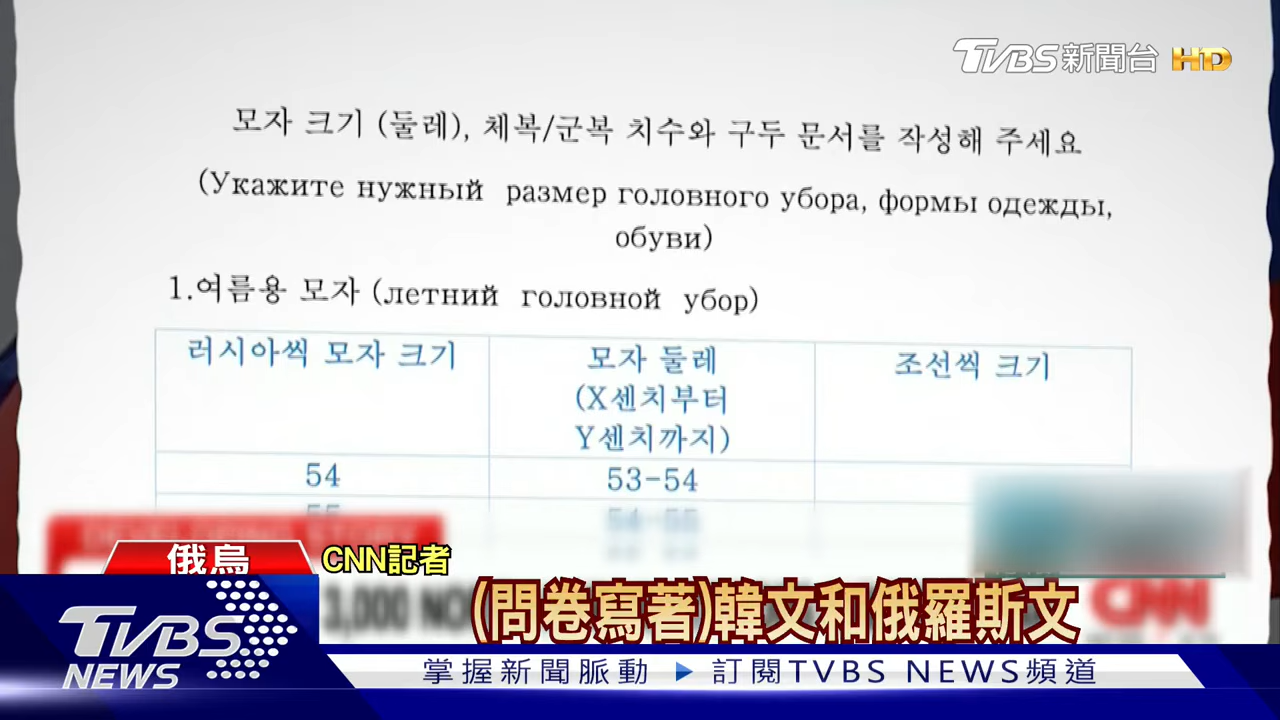 TVBS新聞台 HD
모자 크기 (둘레), 체복/군복 치수와 구두 문서를 작성해 주세요
(Укажите нужный размер головного убора, формы одежды,
обуви)
1.여름용 모자 (летний головной убор)
러시아씩 모자 크기
모자 둘레
(X센치부터
Y센치까지)
조선씩 크기
54
53-54
俄烏
CNN記者
3,000 NO
(問卷寫著)韓文和俄羅斯文
CNN
TVBS
NEWS
掌握新聞脈動 ▶ 訂閱TVBS NEWS頻道